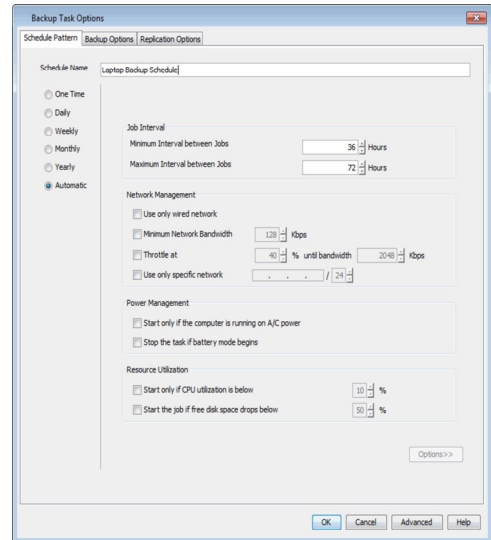 Backup Task Options
Schedule Pattern Backup Options Replication Options
Schedule Name Laptop Backup Schedule
One Time
Daily
Weekly
Monthly
Yearly
Automatic
Job Interval
Minimum Interval between Jobs 36 Hours
Maximum Interval between Jobs 72 Hours
Network Management
Use only wired network
Minimum Network Bandwidth 128 Kbps
Throttle at 40 % until bandwidth 2048 Kbps
Use only specific network . . . / 24
Power Management
Start only if the computer is running on A/C power
Stop the task if battery mode begins
Resource Utilization
Start only if CPU utilization is below 10 %
Start the job if free disk space drops below 50 %
Options>>
OK Cancel Advanced Help